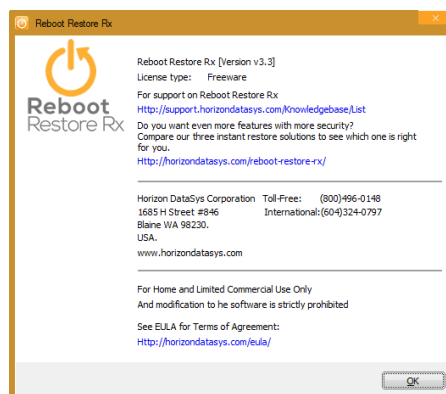 Reboot Restore Rx
Reboot
Restore Rx
Reboot Restore Rx [Version v3.3]
License type: Freeware
For support on Reboot Restore Rx
Http://support.horizondatasys.com/Knowledgebase/List
Do you want even more features with more security?
Compare our three instant restore solutions to see which one is right
for you.
Http://horizondatasys.com/reboot-restore-rx/
Horizon DataSys Corporation Toll-Free: (800)496-0148
1685 H Street #846 International:(604)324-0797
Blaine WA 98230.
USA.
www.horizondatasys.com
For Home and Limited Commercial Use Only
And modification to he software is strictly prohibited
See EULA for Terms of Agreement:
Http://horizondatasys.com/eula/
OK